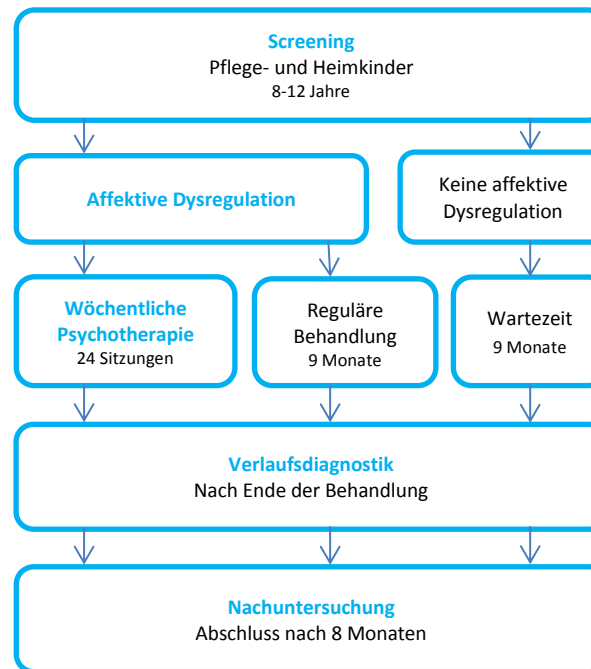 Screening
Pflege- und Heimkinder
8-12 Jahre
Affektive Dysregulation
Keine affektive
Dysregulation
Wöchentliche
Psychotherapie
24 Sitzungen
Reguläre
Behandlung
9 Monate
Wartezeit
9 Monate
Verlaufsdiagnostik
Nach Ende der Behandlung
Nachuntersuchung
Abschluss nach 8 Monaten